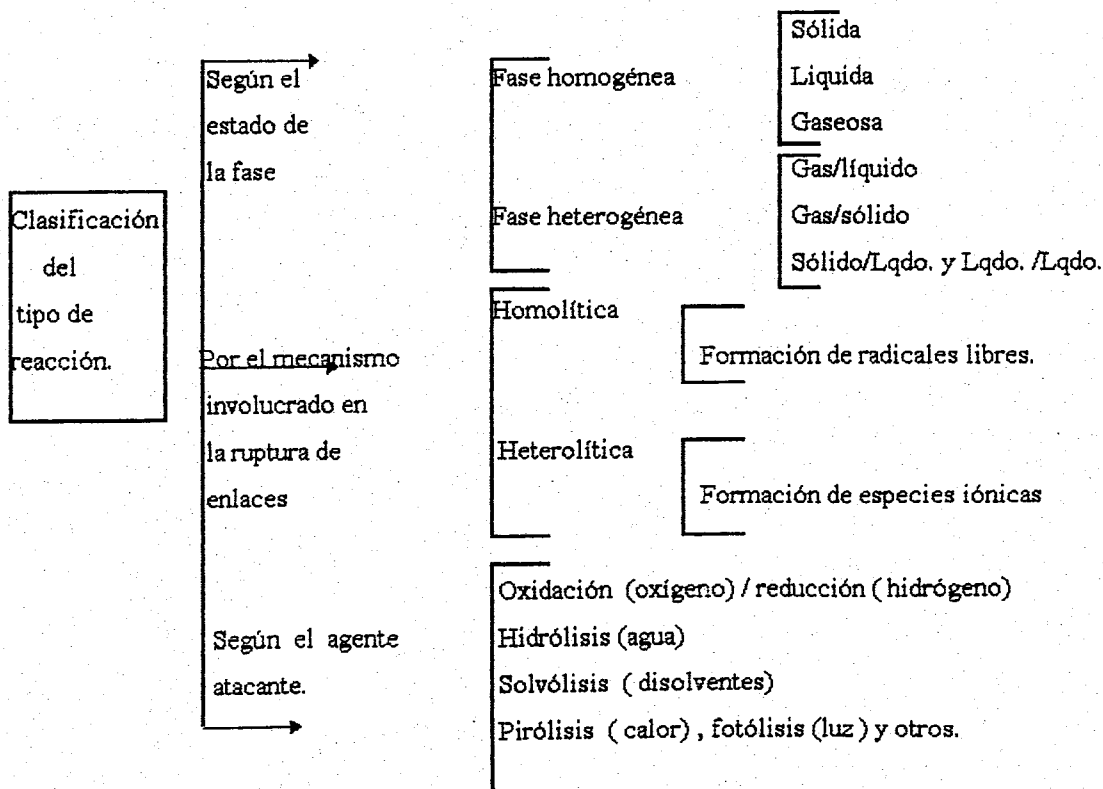 Clasificación
del
tipo de
reacción.
Según el
estado de
la fase
Fase homogénea
Sólida
Liquida
Gaseosa
Fase heterogénea
Gas/líquido
Gas/sólido
Sólido/Lqdo. y Lqdo. /Lqdo.
Por el mecanismo
involucrado en
la ruptura de
enlaces
Homolítica
Formación de radicales libres.
Heterolítica
Formación de especies iónicas
Según el agente
atacante.
Oxidación (oxígeno) / reducción ( hidrógeno)
Hidrólisis (agua)
Solvólisis ( disolventes)
Pirólisis ( calor) , fotólisis (luz ) y otros.